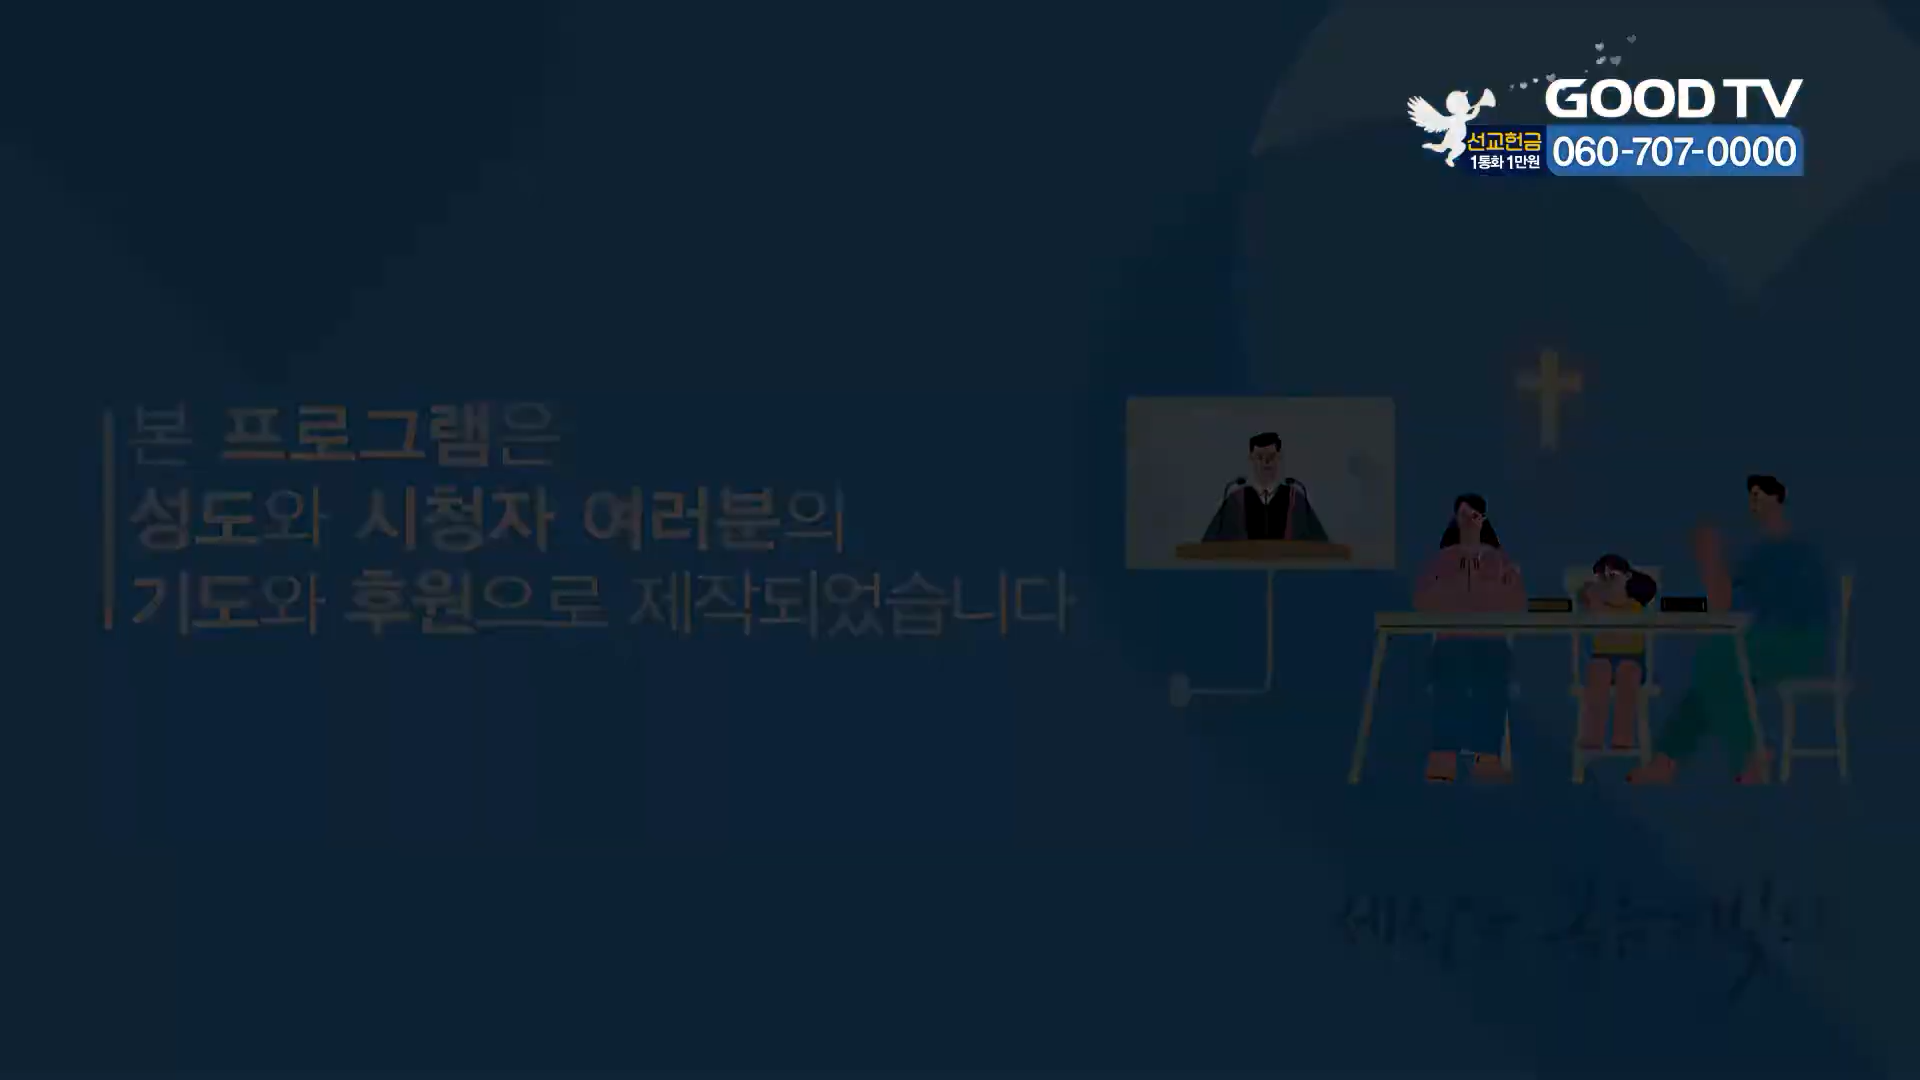 GOOD TV
선교헌금
1통화 1만원
060-707-0000
본 프로그램은
성도와 시청자 여러분의
기도와 후원으로 제작되었습니다